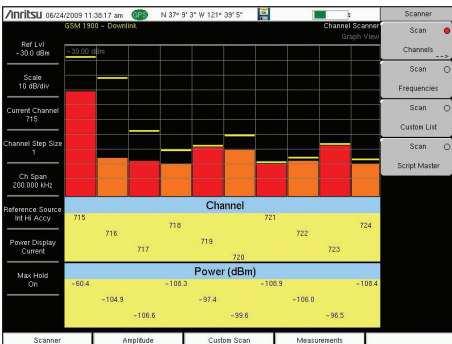 Anritsu 06/24/2009 11:38:17 am GPS N 37° 9' 3" W 121° 39' 5"
Scanner
GSM 1900 - Downlink
Channel Scanner
Graph View
Ref Lvl
-30.0 dBm
-30.00 dBm
Scale
10 dB/div
Current Channel
715
Channel Step Size
1
Ch Span
200.000 kHz
Reference Source
Int Hi Accy
Power Display
Current
Max Hold
On
Channel
715 716 717 718 719 720 721 722 723 724
Power (dBm)
-60.4 -104.9 -106.6 -108.3 -97.4 -99.6 -108.9 -106.0 -96.5 -108.4
Scan
Channels
-->
Scan
Frequencies
Scan
Custom List
Scan
Script Master
Scanner Amplitude Custom Scan Measurements